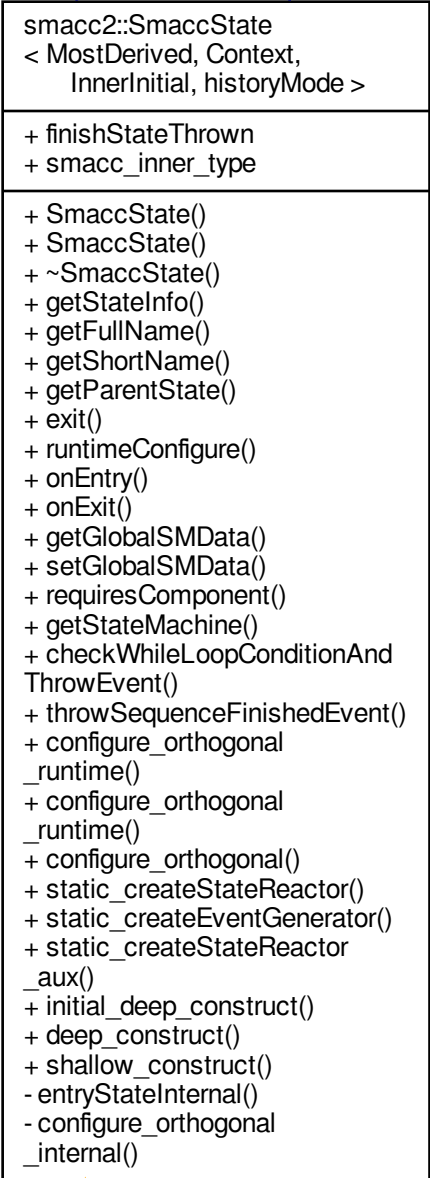 smacc2::SmaccState
< MostDerived, Context,
InnerInitial, historyMode >
+ finishStateThrown
+ smacc_inner_type
+ SmaccState()
+ SmaccState()
+ ~SmaccState()
+ getStateInfo()
+ getFullName()
+ getShortName()
+ getParentState()
+ exit()
+ runtimeConfigure()
+ onEntry()
+ onExit()
+ getGlobalSMData()
+ setGlobalSMData()
+ requiresComponent()
+ getStateMachine()
+ checkWhileLoopConditionAnd
ThrowEvent()
+ throwSequenceFinishedEvent()
+ configure_orthogonal
_runtime()
+ configure_orthogonal
_runtime()
+ configure_orthogonal()
+ static_createStateReactor()
+ static_createEventGenerator()
+ static_createStateReactor
_aux()
+ initial_deep_construct()
+ deep_construct()
+ shallow_construct()
- entryStateInternal()
- configure_orthogonal
_internal()